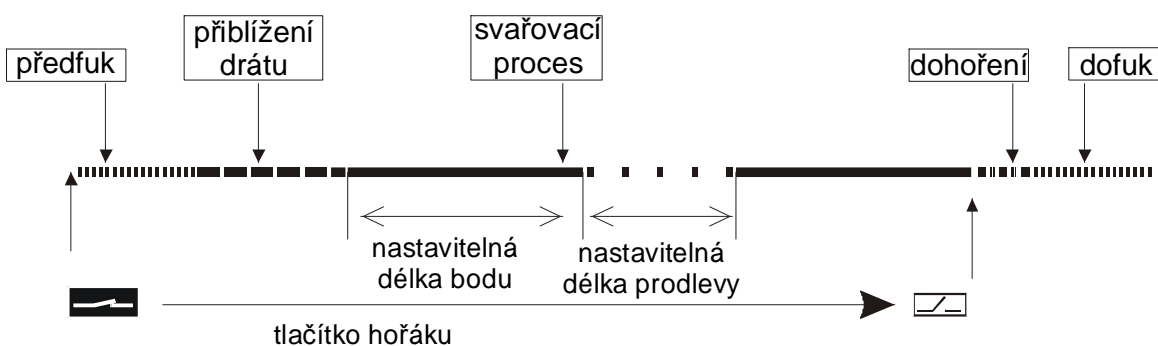 předfuk
přiblížení
drátu
svařovací
proces
dohoření
dofuk
nastavitelná
délka bodu
nastavitelná
délka prodlevy
tlačítko hořáku